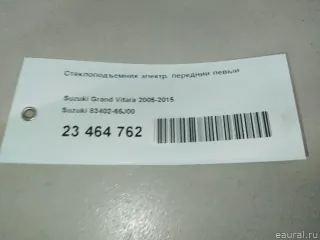 Стеклоподъемник электр. передний левый
Suzuki Grand Vitara 2005-2015
Suzuki 83402-65J00
23 464 762
eaural.ru